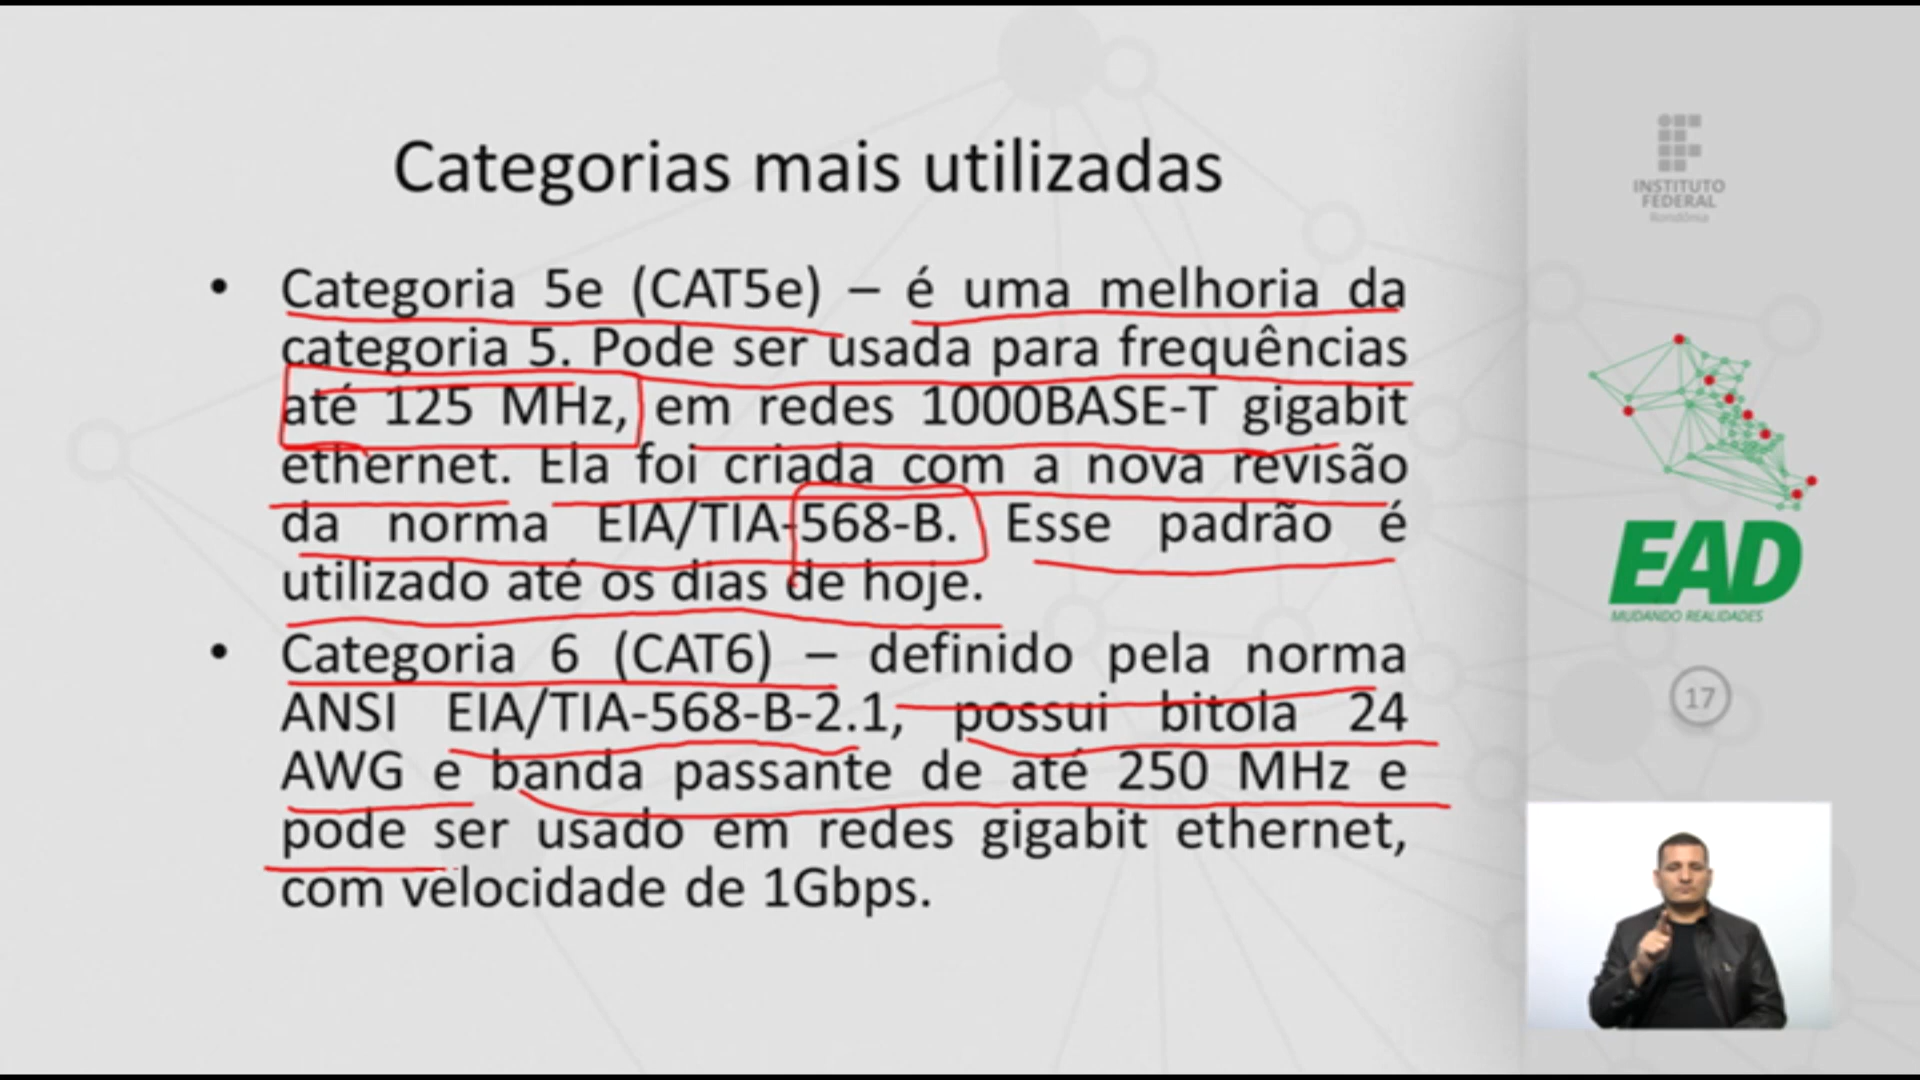 Categorias mais utilizadas
• Categoria 5e (CAT5e) – é uma melhoria da
categoria 5. Pode ser usada para frequências
até 125 MHz, em redes 1000BASE-T gigabit
ethernet. Ela foi criada com a nova revisão
da norma EIA/TIA-568-B. Esse padrão é
utilizado até os dias de hoje.
• Categoria 6 (CAT6) – definido pela norma
ANSI EIA/TIA-568-B-2.1, possui bitola 24
AWG e banda passante de até 250 MHz e
pode ser usado em redes gigabit ethernet,
com velocidade de 1Gbps.
INSTITUTO
FEDERAL
Rondônia
EAD
MUDANDO REALIDADES
17